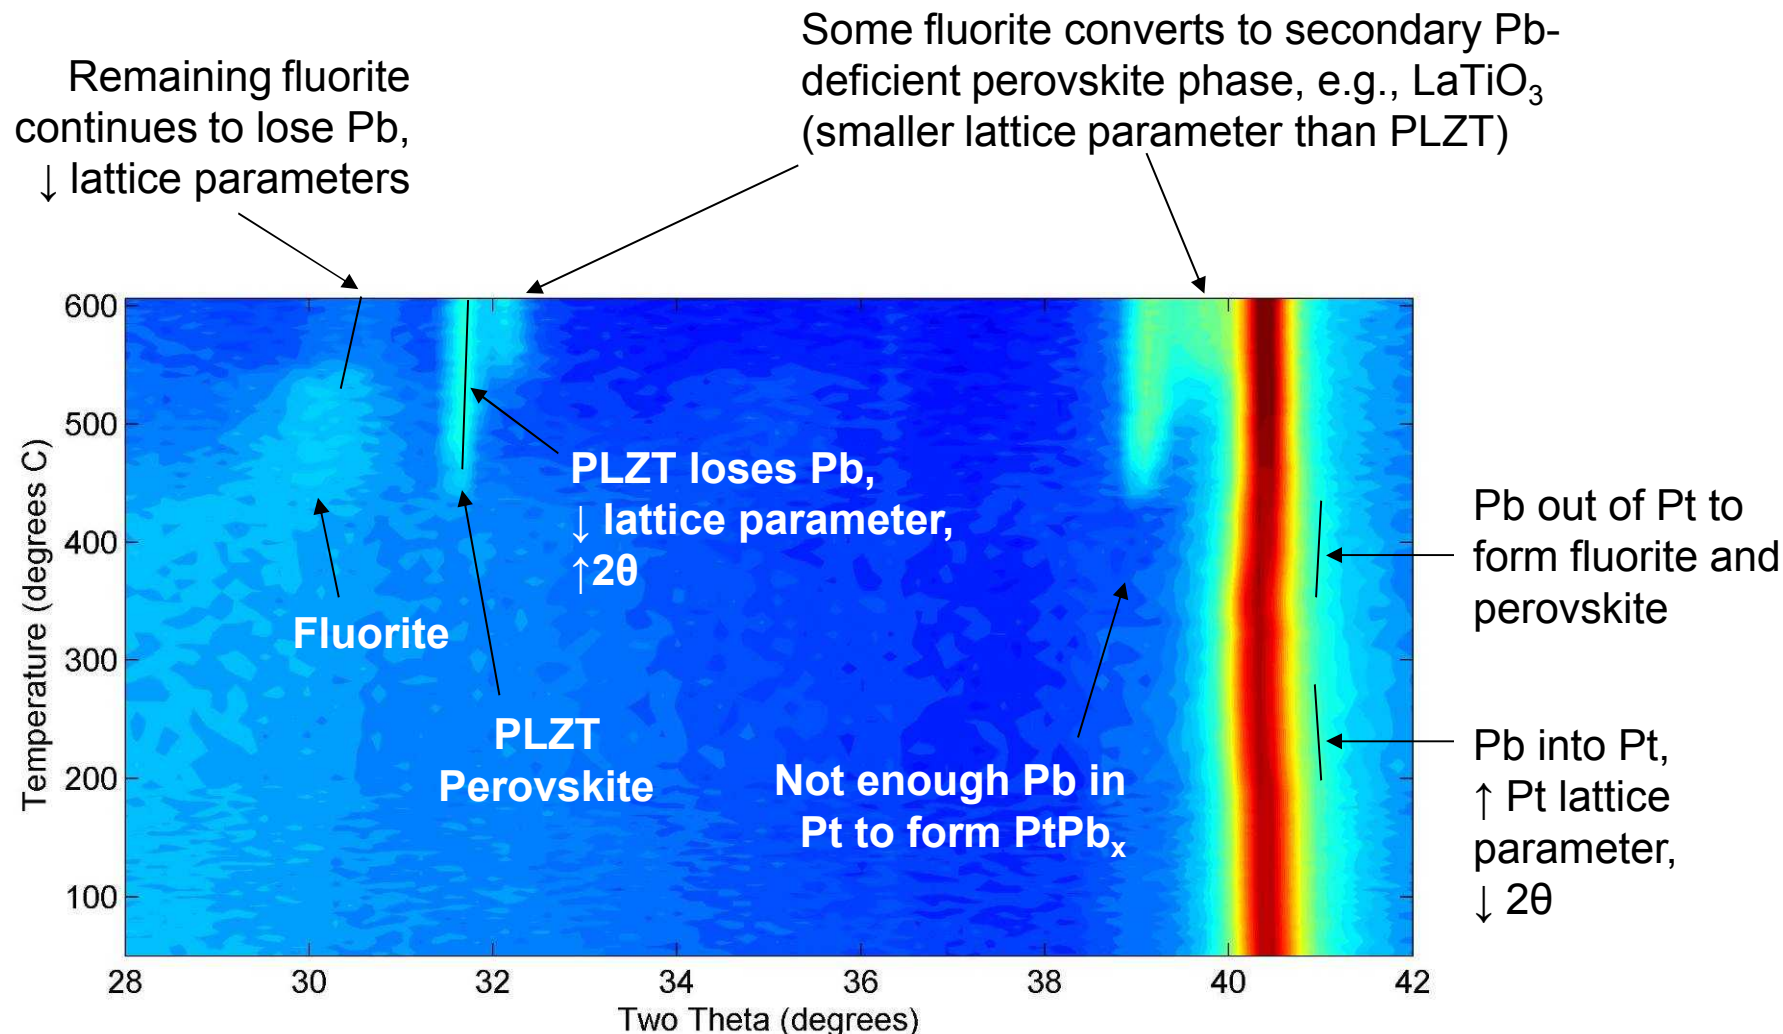 Some fluorite converts to secondary Pb-
deficient perovskite phase, e.g., LaTiO₃
(smaller lattice parameter than PLZT)
Remaining fluorite
continues to lose Pb,
↓ lattice parameters
600
500
400
300
200
100
Temperature (degrees C)
PLZT loses Pb,
↓ lattice parameter,
↑2θ
Fluorite
PLZT
Perovskite
Not enough Pb in
Pt to form PtPbₓ
Pb out of Pt to
form fluorite and
perovskite
Pb into Pt,
↑ Pt lattice
parameter,
↓ 2θ
28 30 32 34 36 38 40 42
Two Theta (degrees)